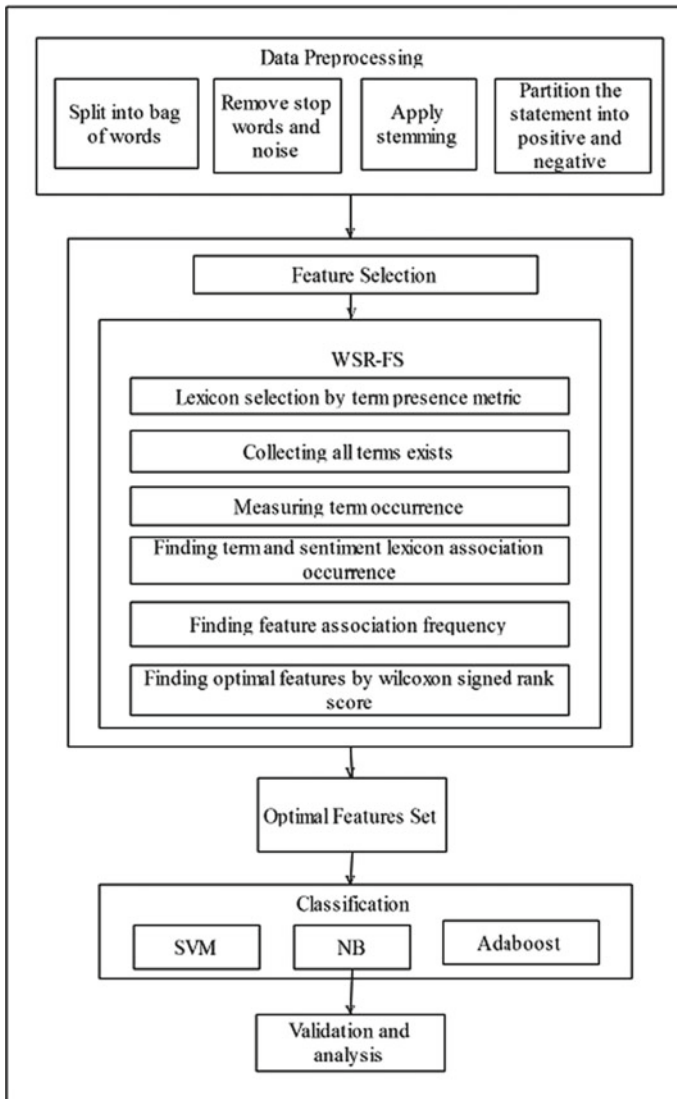 Data Preprocessing
Split into bag
of words
Remove stop
words and
noise
Apply
stemming
Partition the
statement into
positive and
negative
Feature Selection
WSR-FS
Lexicon selection by term presence metric
Collecting all terms exists
Measuring term occurrence
Finding term and sentiment lexicon association
occurrence
Finding feature association frequency
Finding optimal features by wilcoxon signed rank
score
Optimal Features Set
Classification
SVM
NB
Adaboost
Validation and
analysis